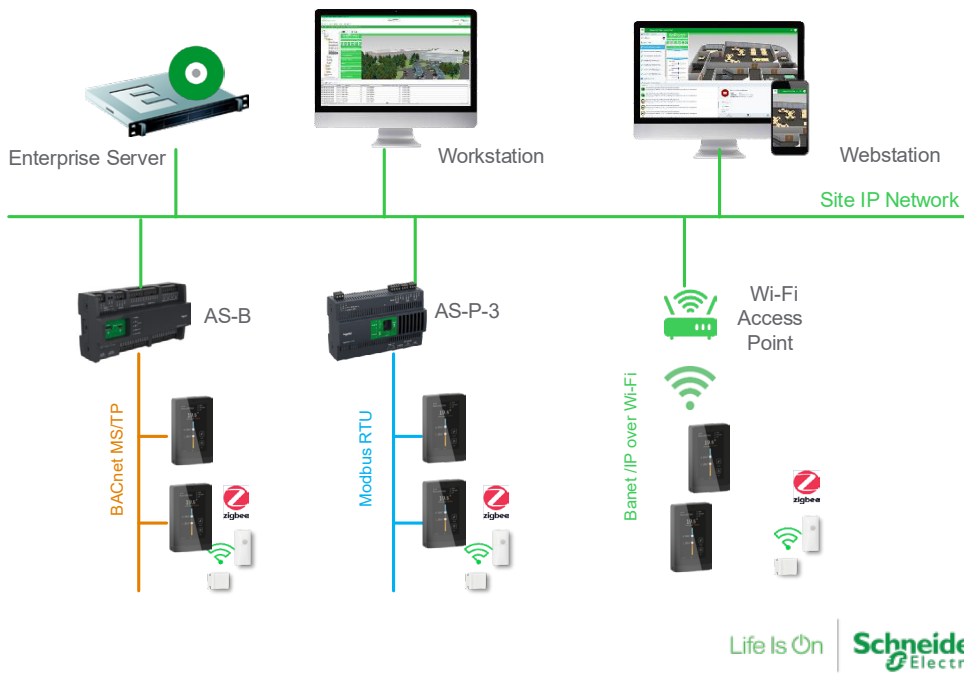 Enterprise Server
Workstation
Webstation
Site IP Network
AS-B
AS-P-3
Wi-Fi
Access
Point
BACnet MS/TP
Modbus RTU
Banet /IP over Wi-Fi
zigbee
zigbee
zigbee
Life Is On
Schneide
Electr